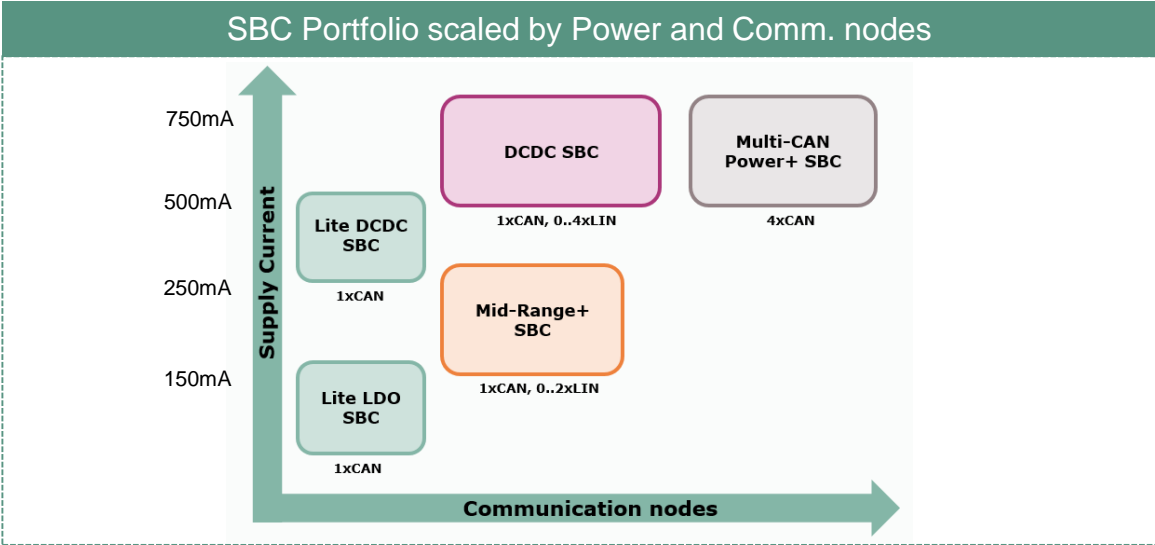 SBC Portfolio scaled by Power and Comm. nodes
750mA
500mA
250mA
150mA
Supply Current
DCDC SBC
1xCAN, 0..4xLIN
Multi-CAN
Power+ SBC
4xCAN
Lite DCDC
SBC
1xCAN
Mid-Range+
SBC
1xCAN, 0..2xLIN
Lite LDO
SBC
1xCAN
Communication nodes